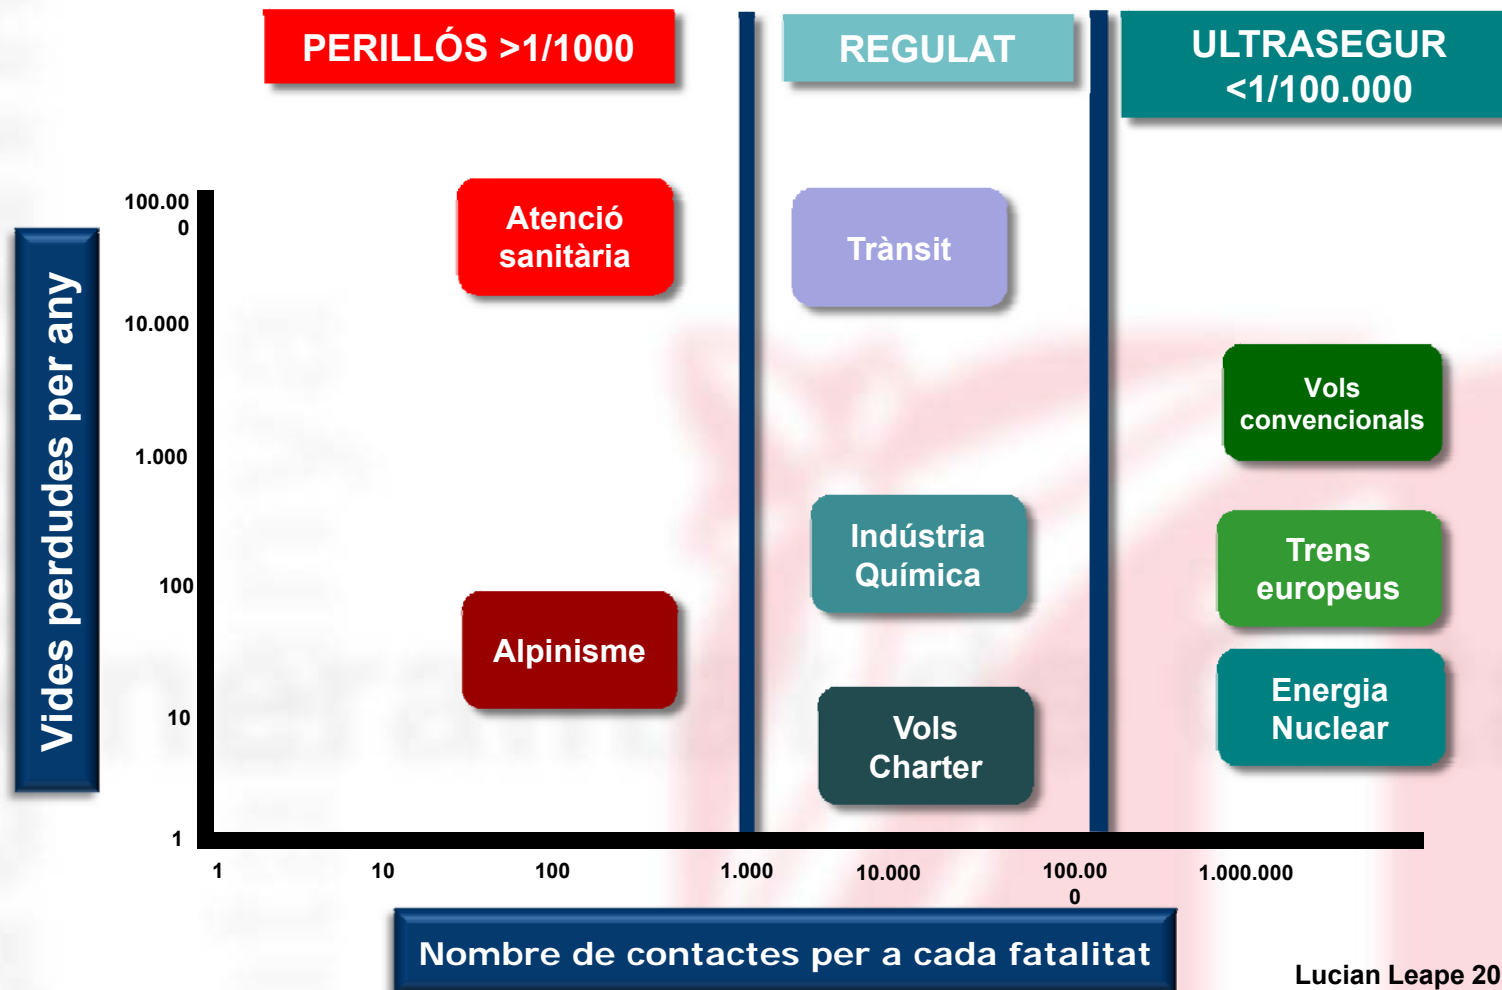 PERILLÓS >1/1000
REGULAT
ULTRASEGUR
<1/100.000
Vides perdudes per any
100.00
0
10.000
1.000
100
10
1
Atenció
sanitària
Trànsit
Vols
convencionals
Indústria
Química
Trens
europeus
Alpinisme
Energia
Nuclear
Vols
Charter
1
10
100
1.000
10.000
100.00
0
1.000.000
Nombre de contactes per a cada fatalitat
Lucian Leape 20